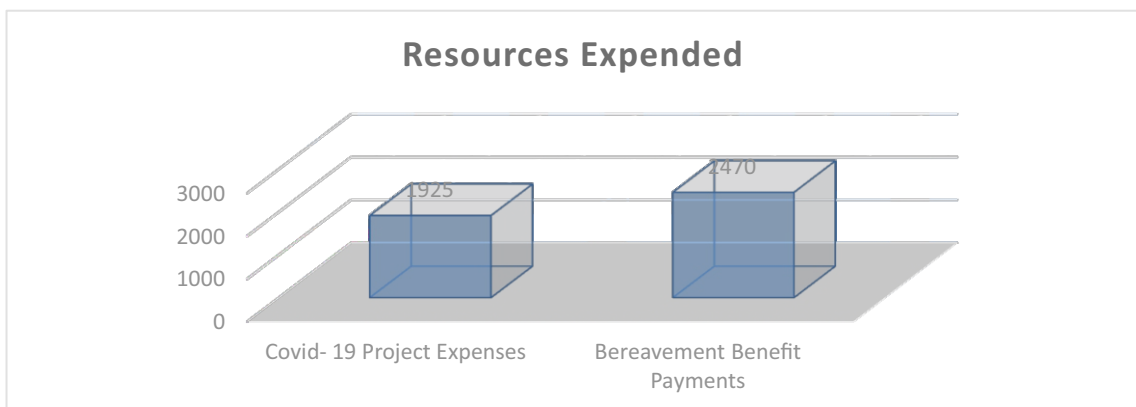 Resources Expended
3000
2000
1000
0
1925
2470
Covid- 19 Project Expenses
Bereavement Benefit
Payments